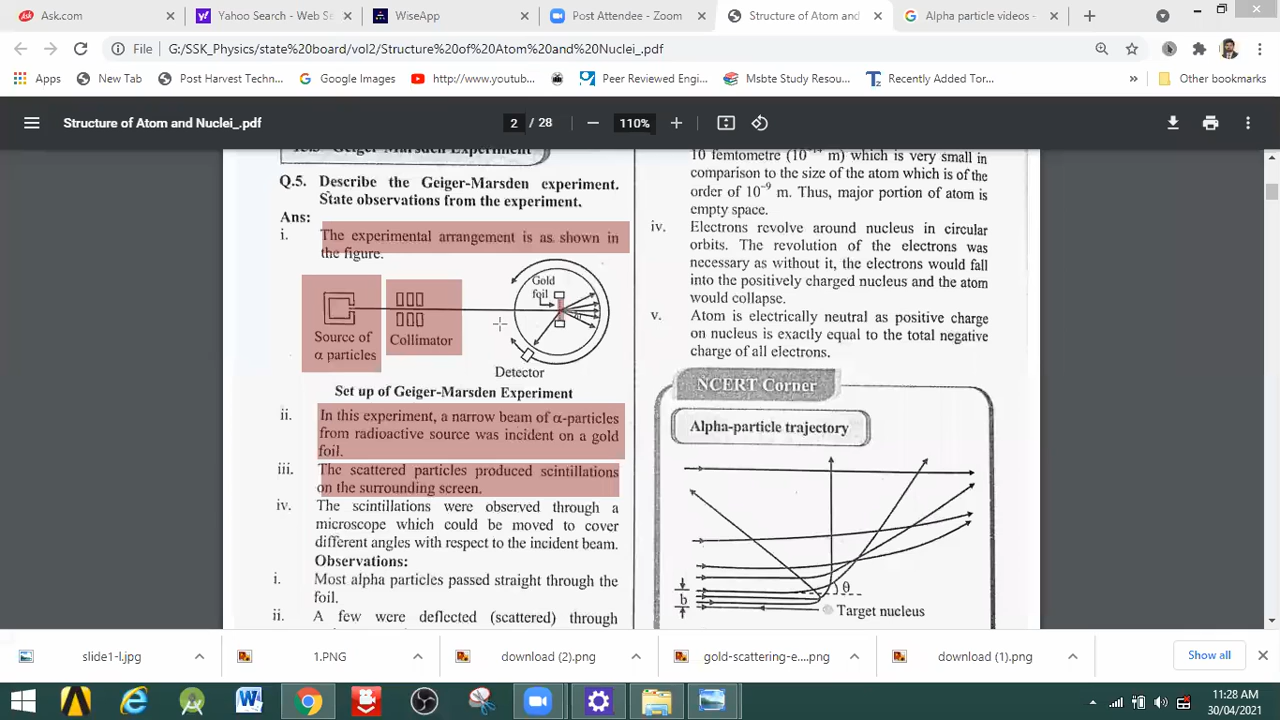 Ask.com
Yahoo Search - Web Se
WiseApp
Post Attendee - Zoom
Structure of Atom and
Alpha particle videos -
File
G:/SSK_Physics/state%20board/vol2/Structure%20of%20Atom%20and%20Nuclei_.pdf
Apps
New Tab
Post Harvest Techn...
Google Images
http://www.youtub...
Peer Reviewed Engi...
Msbte Study Resou...
Recently Added Tor...
»
Other bookmarks
Structure of Atom and Nuclei_.pdf
2 / 28
110%
Geiger-Marsden Experiment
Q.5. Describe the Geiger-Marsden experiment.
State observations from the experiment.
Ans:
i. The experimental arrangement is as shown in
the figure.
Gold
foil
Source of
α particles
Collimator
Detector
Set up of Geiger-Marsden Experiment
ii. In this experiment, a narrow beam of α-particles
from radioactive source was incident on a gold
foil.
iii. The scattered particles produced scintillations
on the surrounding screen.
iv. The scintillations were observed through a
microscope which could be moved to cover
different angles with respect to the incident beam.
Observations:
i. Most alpha particles passed straight through the
foil.
ii. A few were deflected (scattered) through
10 femtometre (10⁻¹⁴ m) which is very small in
comparison to the size of the atom which is of the
order of 10⁻⁹ m. Thus, major portion of atom is
empty space.
iv. Electrons revolve around nucleus in circular
orbits. The revolution of the electrons was
necessary as without it, the electrons would fall
into the positively charged nucleus and the atom
would collapse.
v. Atom is electrically neutral as positive charge
on nucleus is exactly equal to the total negative
charge of all electrons.
NCERT Corner
Alpha-particle trajectory
θ
b
Target nucleus
slide1-l.jpg
1.PNG
download (2).png
gold-scattering-e....png
download (1).png
Show all
11:28 AM
30/04/2021